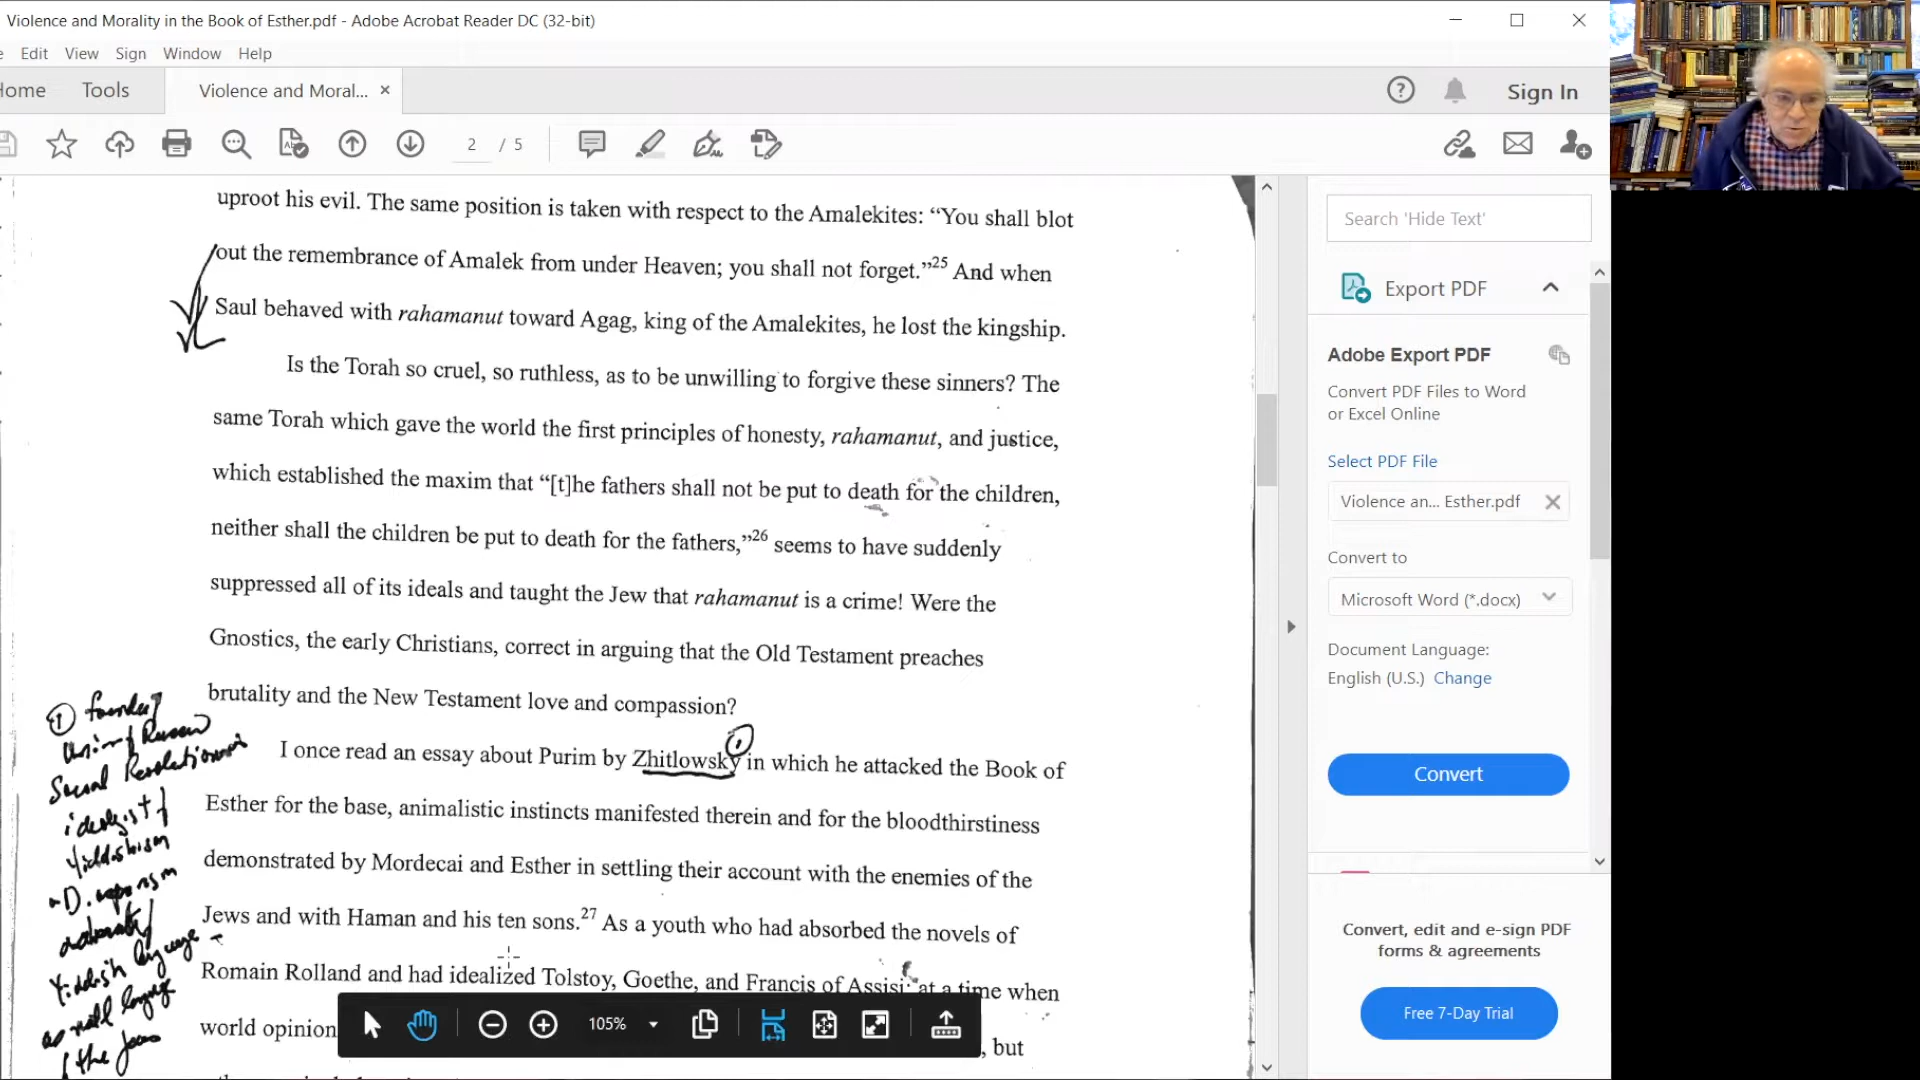 Violence and Morality in the Book of Esther.pdf - Adobe Acrobat Reader DC (32-bit)
Edit View Sign Window Help
Home Tools Violence and Moral... ×
Sign In
2 / 5
uproot his evil. The same position is taken with respect to the Amalekites: “You shall blot
out the remembrance of Amalek from under Heaven; you shall not forget.”25 And when
Saul behaved with rahamanut toward Agag, king of the Amalekites, he lost the kingship.
Is the Torah so cruel, so ruthless, as to be unwilling to forgive these sinners? The
same Torah which gave the world the first principles of honesty, rahamanut, and justice,
which established the maxim that “[t]he fathers shall not be put to death for the children,
neither shall the children be put to death for the fathers,”26 seems to have suddenly
suppressed all of its ideals and taught the Jew that rahamanut is a crime! Were the
Gnostics, the early Christians, correct in arguing that the Old Testament preaches
brutality and the New Testament love and compassion?
I once read an essay about Purim by Zhitlowsky 1 in which he attacked the Book of
Esther for the base, animalistic instincts manifested therein and for the bloodthirstiness
demonstrated by Mordecai and Esther in settling their account with the enemies of the
Jews and with Haman and his ten sons.27 As a youth who had absorbed the novels of
Romain Rolland and had idealized Tolstoy, Goethe, and Francis of Assisi at a time when
world opinion
, but
1
Social Revolutionaries
ideologist of
Yiddishism
Yiddish language
of the Jews
105%
Search 'Hide Text'
Export PDF
Adobe Export PDF
Convert PDF Files to Word
or Excel Online
Select PDF File
Violence an... Esther.pdf
Convert to
Microsoft Word (*.docx)
Document Language:
English (U.S.) Change
Convert
Convert, edit and e-sign PDF
forms & agreements
Free 7-Day Trial